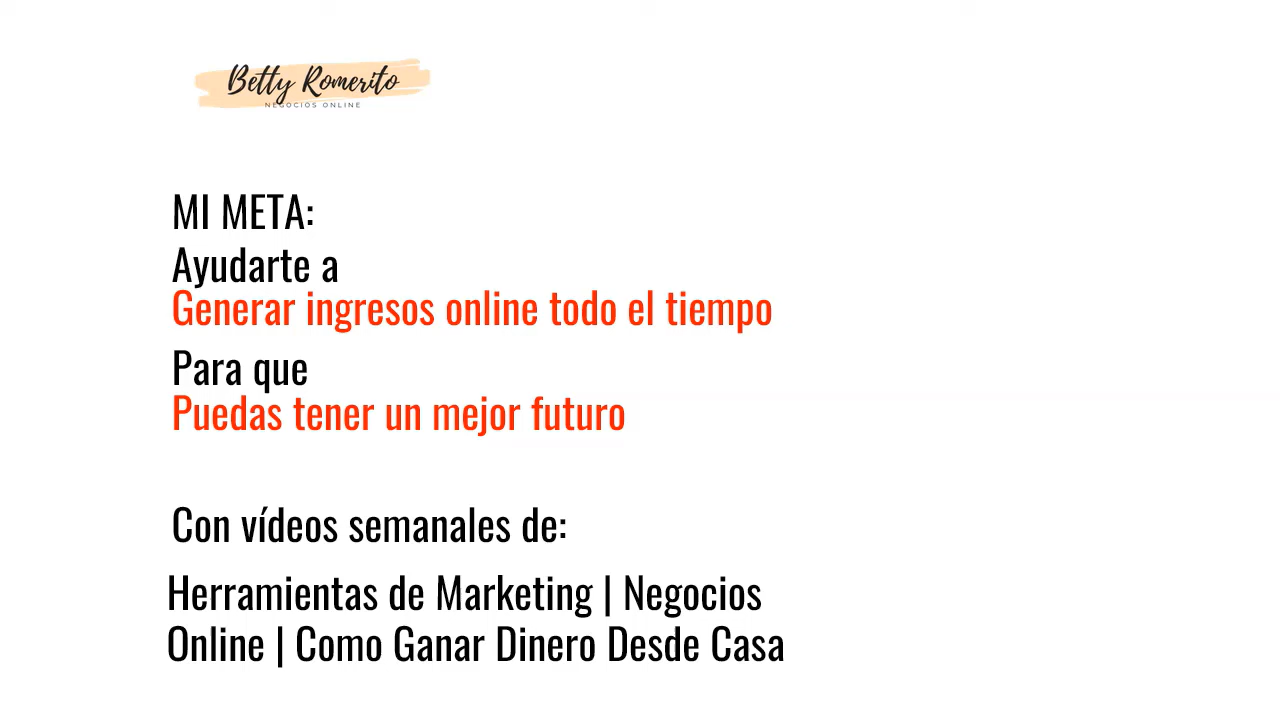 Betty Romerito
NEGOCIOS ONLINE
MI META:
Ayudarte a
Generar ingresos online todo el tiempo
Para que
Puedas tener un mejor futuro
Con vídeos semanales de:
Herramientas de Marketing | Negocios
Online | Como Ganar Dinero Desde Casa